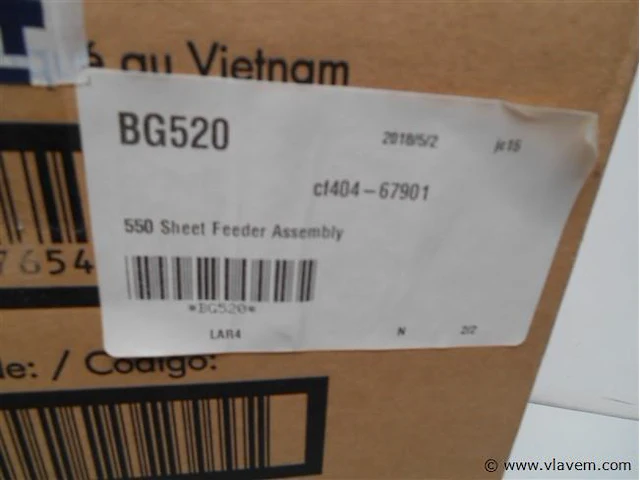 é au Vietnam
BG520
2018/5/2
jc15
cf404-67901
550 Sheet Feeder Assembly
7654
*BG520*
LAR4
N
2/2
le: / Código:
© www.vlavem.com